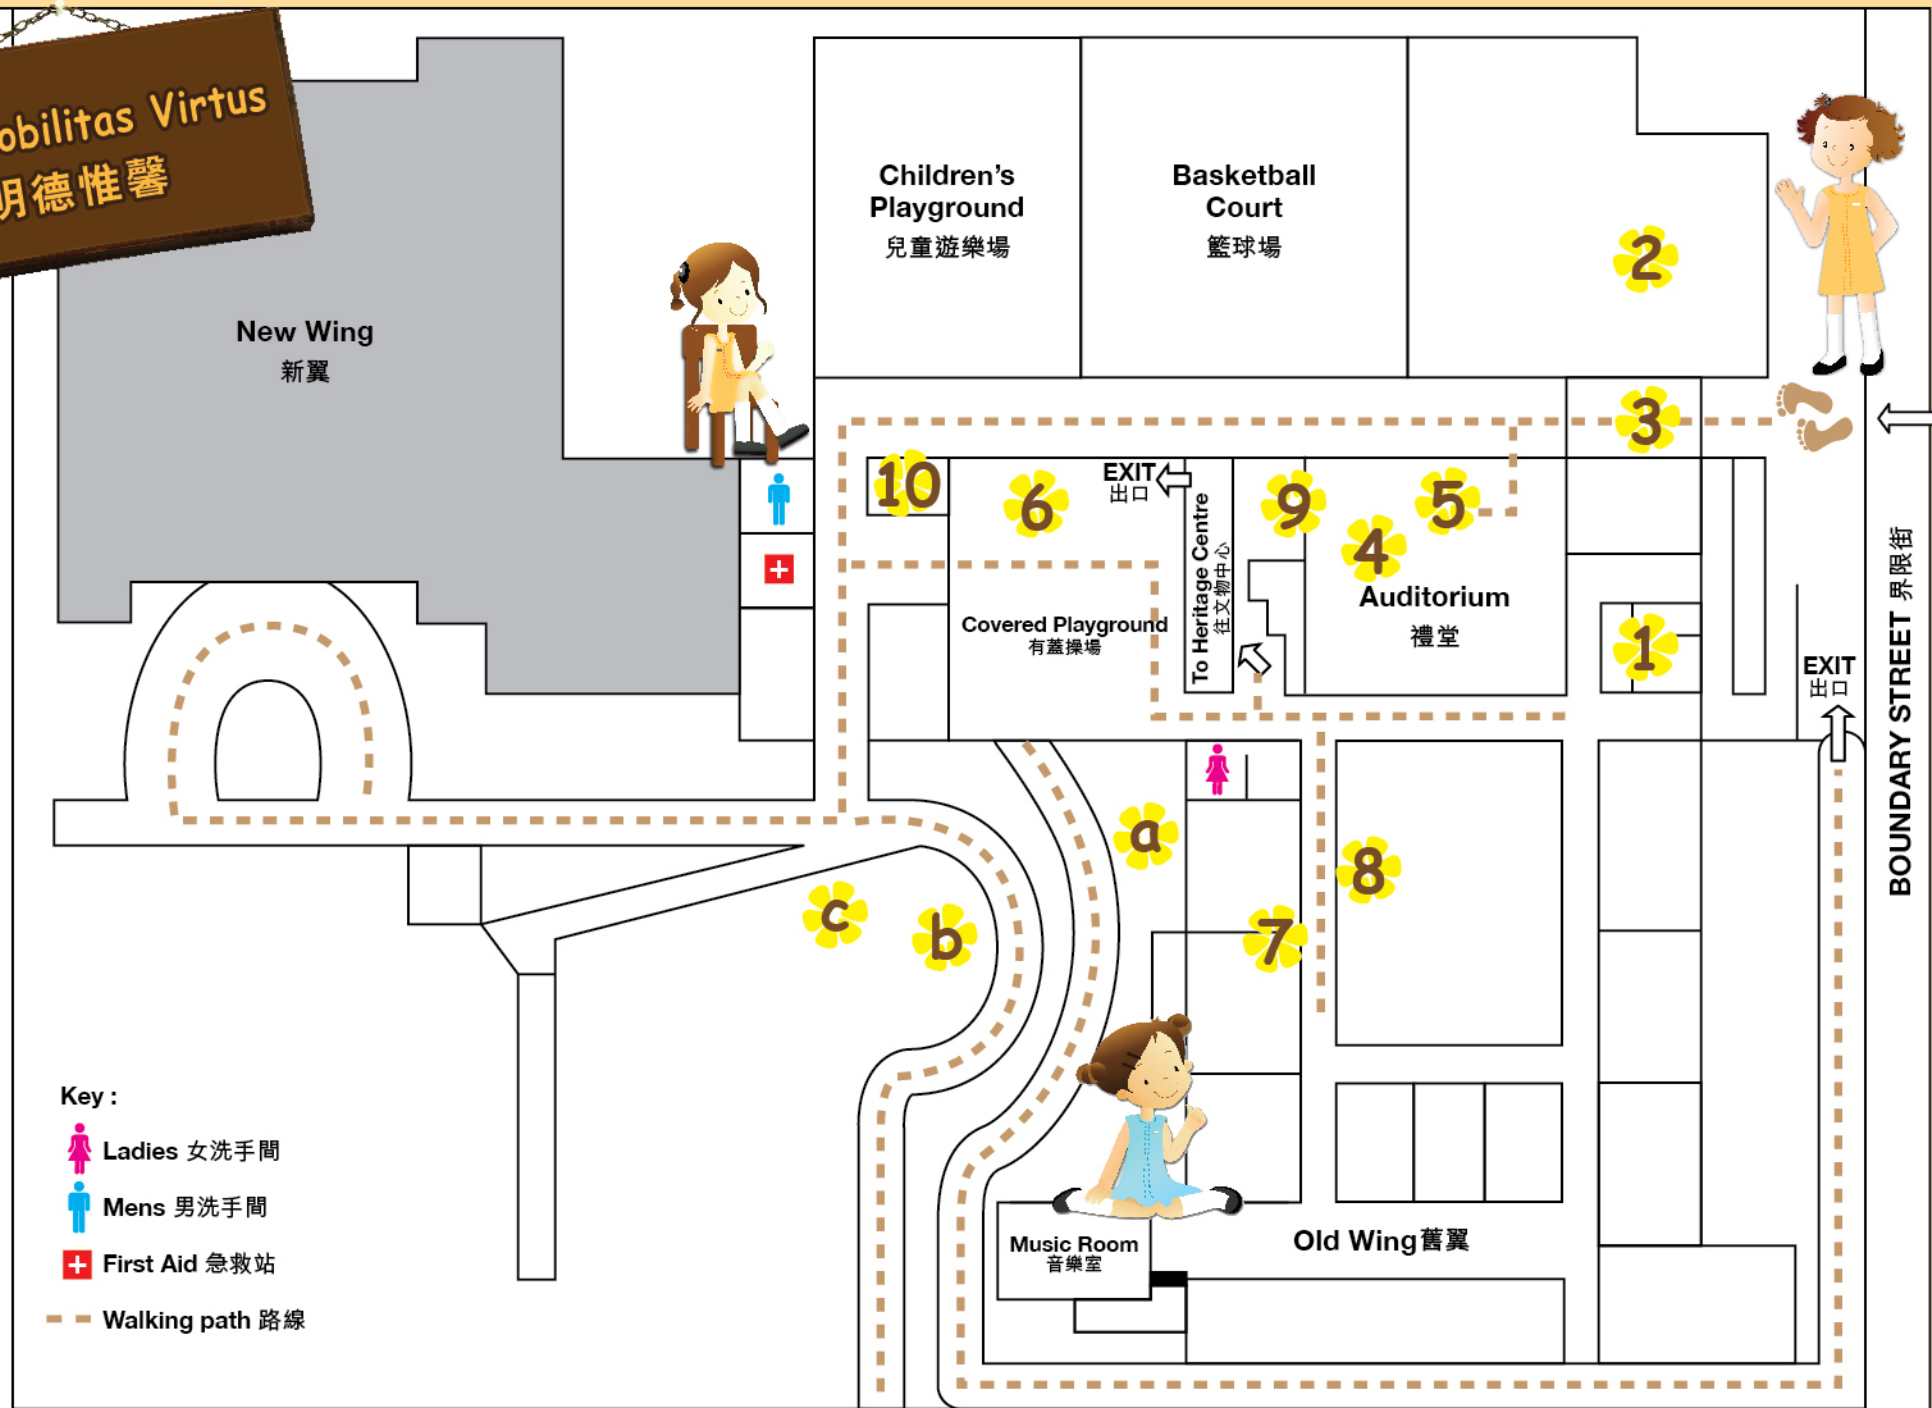 obilitas Virtus
明德惟馨
New Wing
新翼
Children's
Playground
兒童遊樂場
Basketball
Court
籃球場
2
3
10
6
EXIT
出口
To Heritage Centre
往文物中心
9
5
4
Auditorium
禮堂
Covered Playground
有蓋操場
1
EXIT
出口
BOUNDARY STREET 界限街
a
8
c
b
7
Key :
Ladies 女洗手間
Mens 男洗手間
First Aid 急救站
Walking path 路線
Music Room
音樂室
Old Wing舊翼